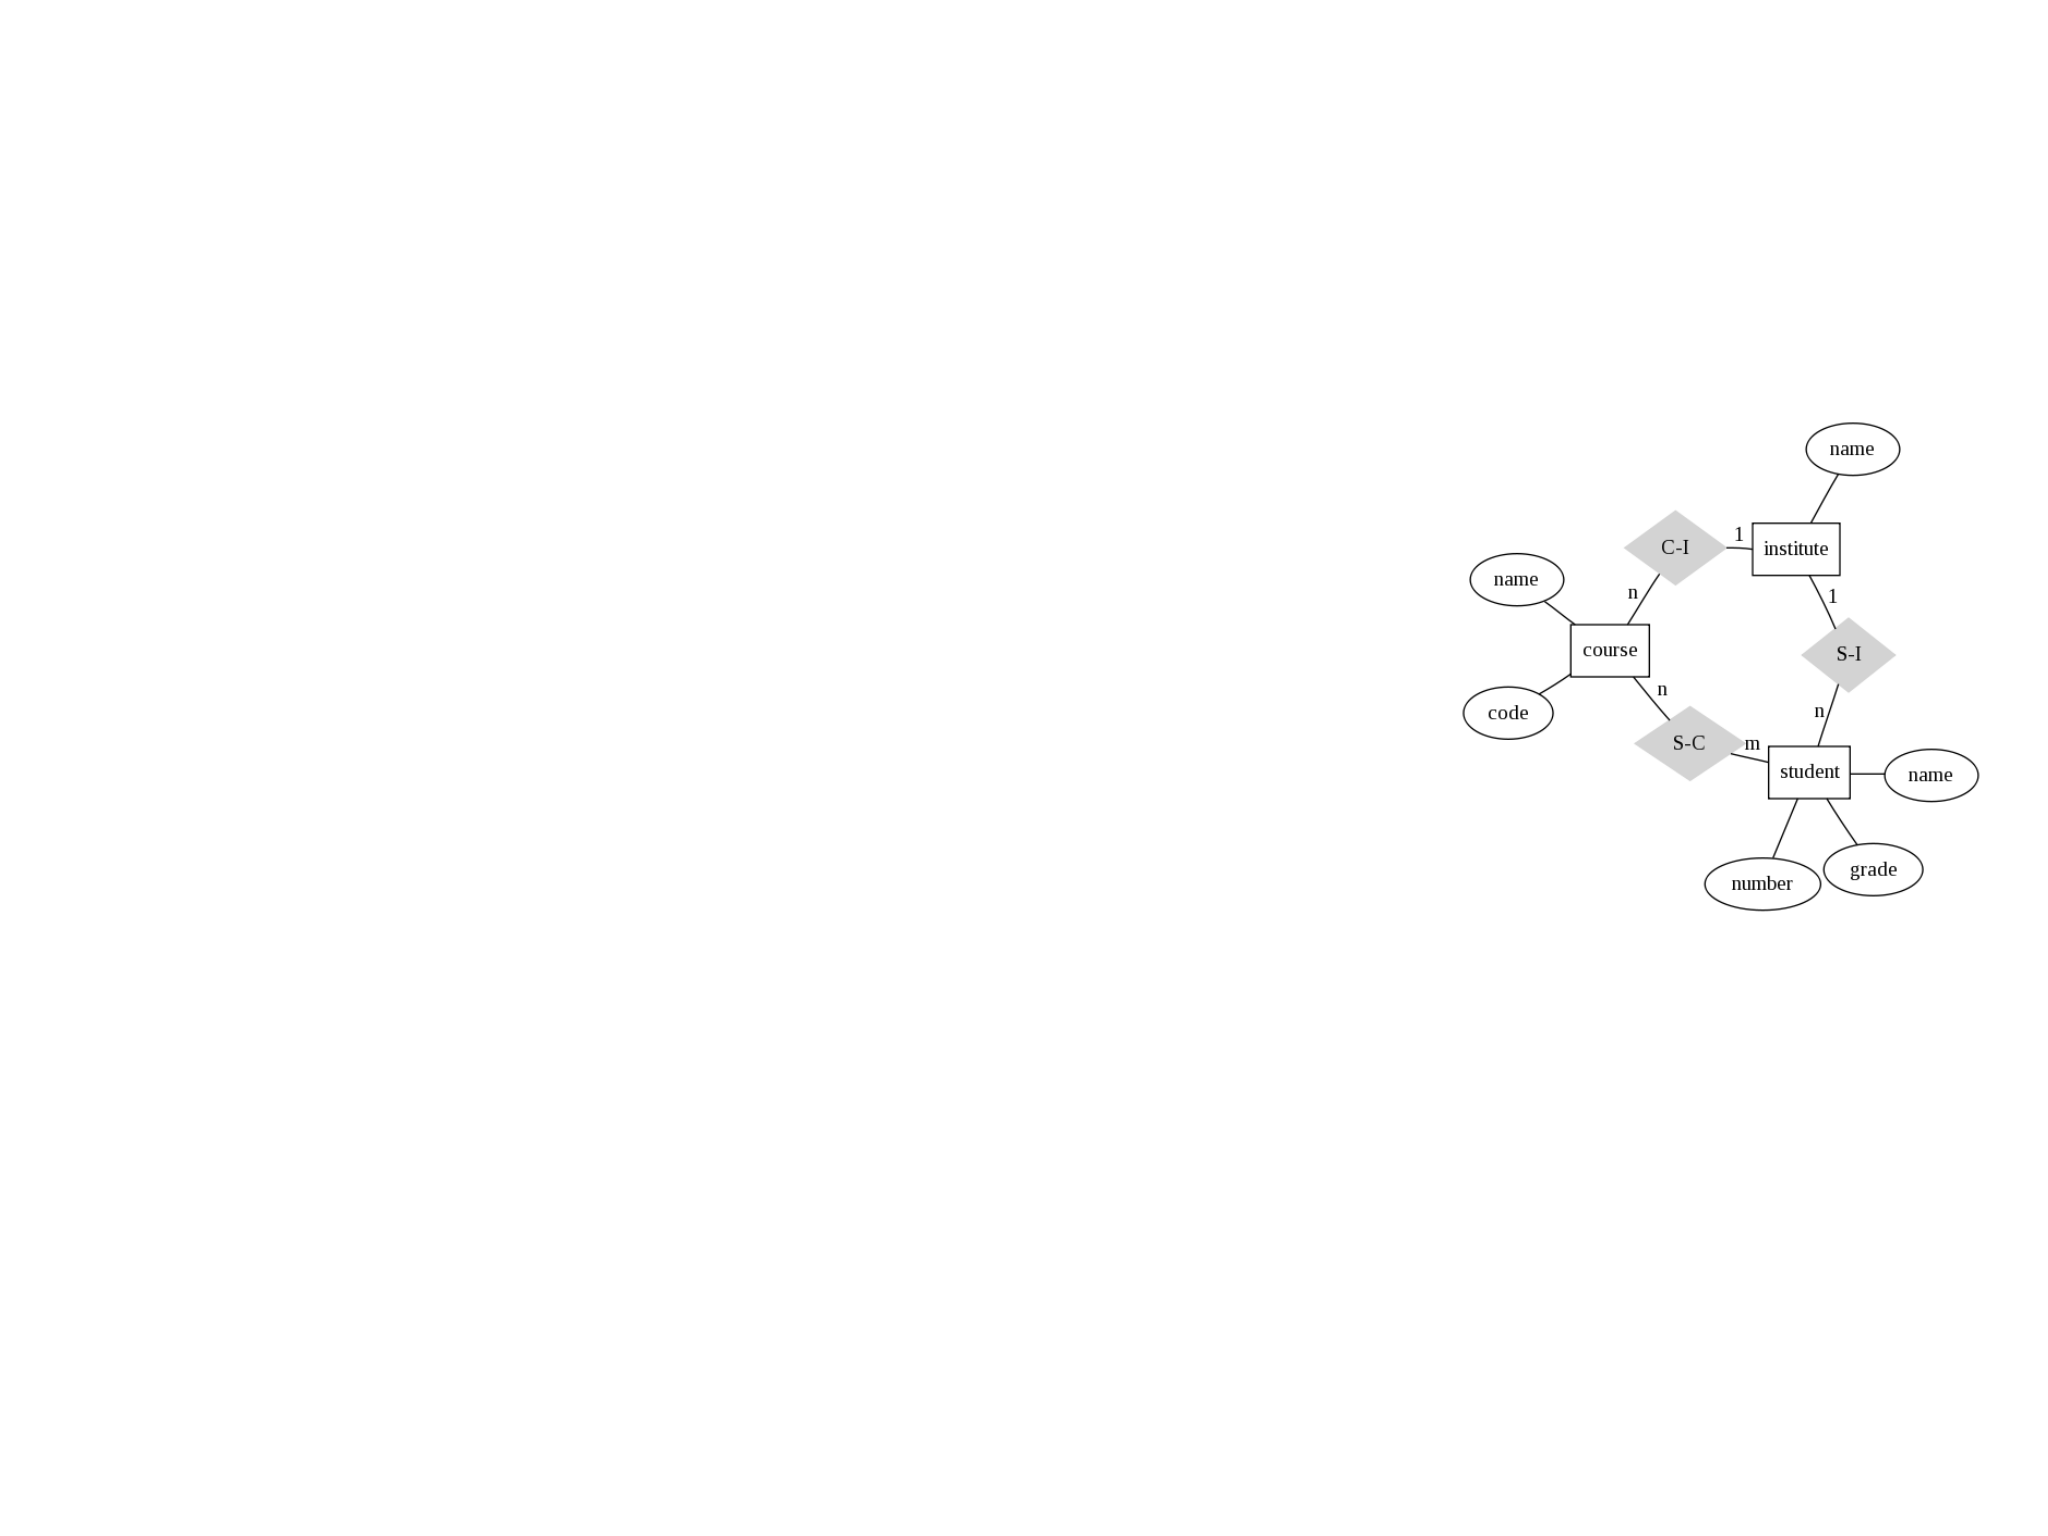 name
C-I
1
institute
name
n
1
course
S-I
n
code
n
S-C
m
student
name
number
grade